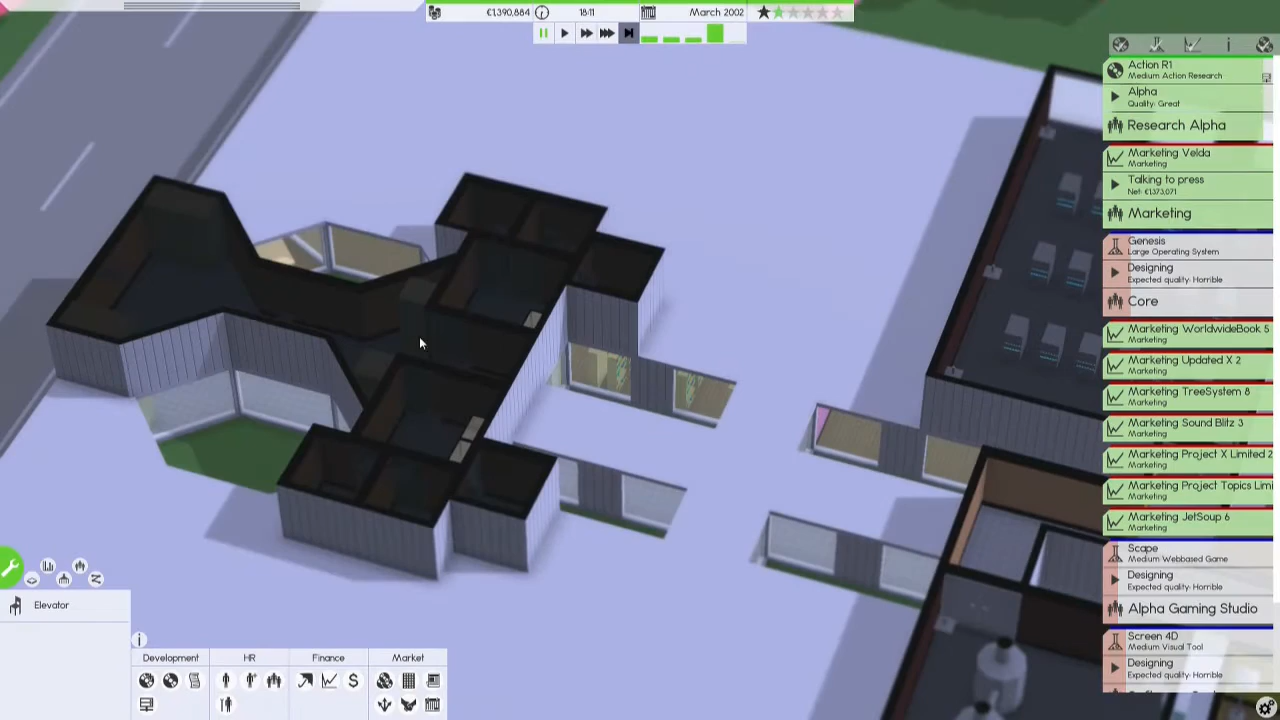 €1,390,884
18:11
March 2002
Action R1
Medium Action Research
Alpha
Quality: Great
Research Alpha
Marketing Velda
Marketing
Talking to press
Net: €1,373,071
Marketing
Genesis
Large Operating System
Designing
Expected quality: Horrible
Core
Marketing WorldwideBook 5
Marketing
Marketing Updated X 2
Marketing
Marketing TreeSystem 8
Marketing
Marketing Sound Blitz 3
Marketing
Marketing Project X Limited 2
Marketing
Marketing Project Topics Limi
Marketing
Marketing JetSoup 6
Marketing
Scape
Medium Webbased Game
Designing
Expected quality: Horrible
Alpha Gaming Studio
Screen 4D
Medium Visual Tool
Designing
Expected quality: Horrible
Elevator
Development
HR
Finance
Market